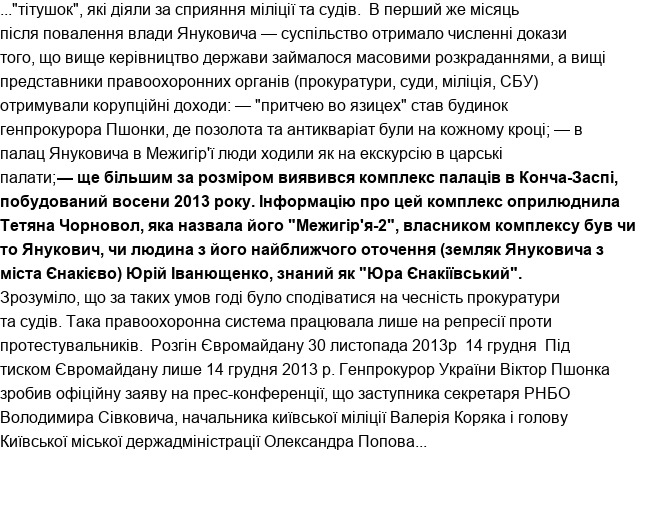 ..."тітушок", які діяли за сприяння міліції та судів.  В перший же місяць
після повалення влади Януковича — суспільство отримало численні докази
того, що вище керівництво держави займалося масовими розкраданнями, а вищі
представники правоохоронних органів (прокуратури, суди, міліція, СБУ)
отримували корупційні доходи: — "притчею во язицех" став будинок
генпрокурора Пшонки, де позолота та антикваріат були на кожному кроці; — в
палац Януковича в Межигір'ї люди ходили як на екскурсію в царські
палати;— ще більшим за розміром виявився комплекс палаців в Конча-Заспі,
побудований восени 2013 року. Інформацію про цей комплекс оприлюднила
Тетяна Чорновол, яка назвала його "Межигір'я-2", власником комплексу був чи
то Янукович, чи людина з його найближчого оточення (земляк Януковича з
міста Єнакієво) Юрій Іванющенко, знаний як "Юра Єнакіївський".
Зрозуміло, що за таких умов годі було сподіватися на чесність прокуратури
та судів. Така правоохоронна система працювала лише на репресії проти
протестувальників.  Розгін Євромайдану 30 листопада 2013р  14 грудня  Під
тиском Євромайдану лише 14 грудня 2013 р. Генпрокурор України Віктор Пшонка
зробив офіційну заяву на прес-конференції, що заступника секретаря РНБО
Володимира Сівковича, начальника київської міліції Валерія Коряка і голову
Київської міської держадміністрації Олександра Попова...